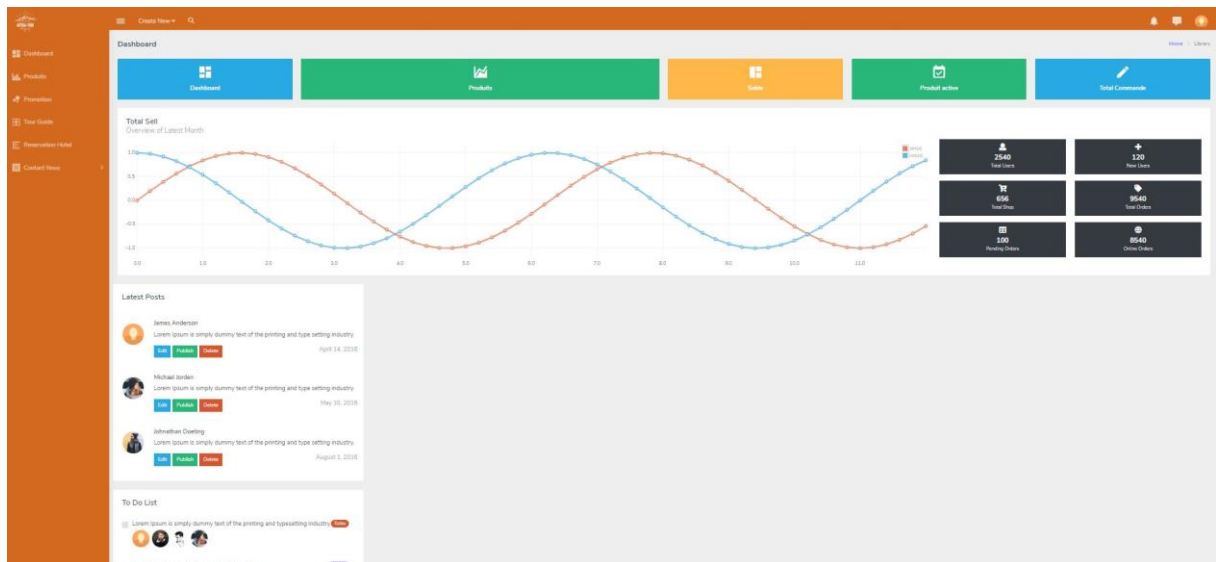 Create New
Dashboard
Home / Library
Dashboard
Produits
Promotion
Tour Guide
Reservation Hotel
Contact News
Dashboard
Produits
Produit active
Total Commande
Total Sell
Overview of Latest Month
1.0
0.5
0.0
-0.5
-1.0
0.0 1.0 2.0 3.0 4.0 5.0 6.0 7.0 8.0 9.0 10.0 11.0
2540
Total Users
120
New Users
656
Total Shop
9540
Total Orders
100
Pending Orders
8540
Online Orders
Latest Posts
James Anderson
Lorem Ipsum is simply dummy text of the printing and type setting industry.
Edit Publish Delete
April 14, 2016
Michael Jorden
Lorem Ipsum is simply dummy text of the printing and type setting industry.
Edit Publish Delete
May 10, 2016
Johnathan Doeting
Lorem Ipsum is simply dummy text of the printing and type setting industry.
Edit Publish Delete
August 1, 2016
To Do List
Lorem Ipsum is simply dummy text of the printing and typesetting industry. Today